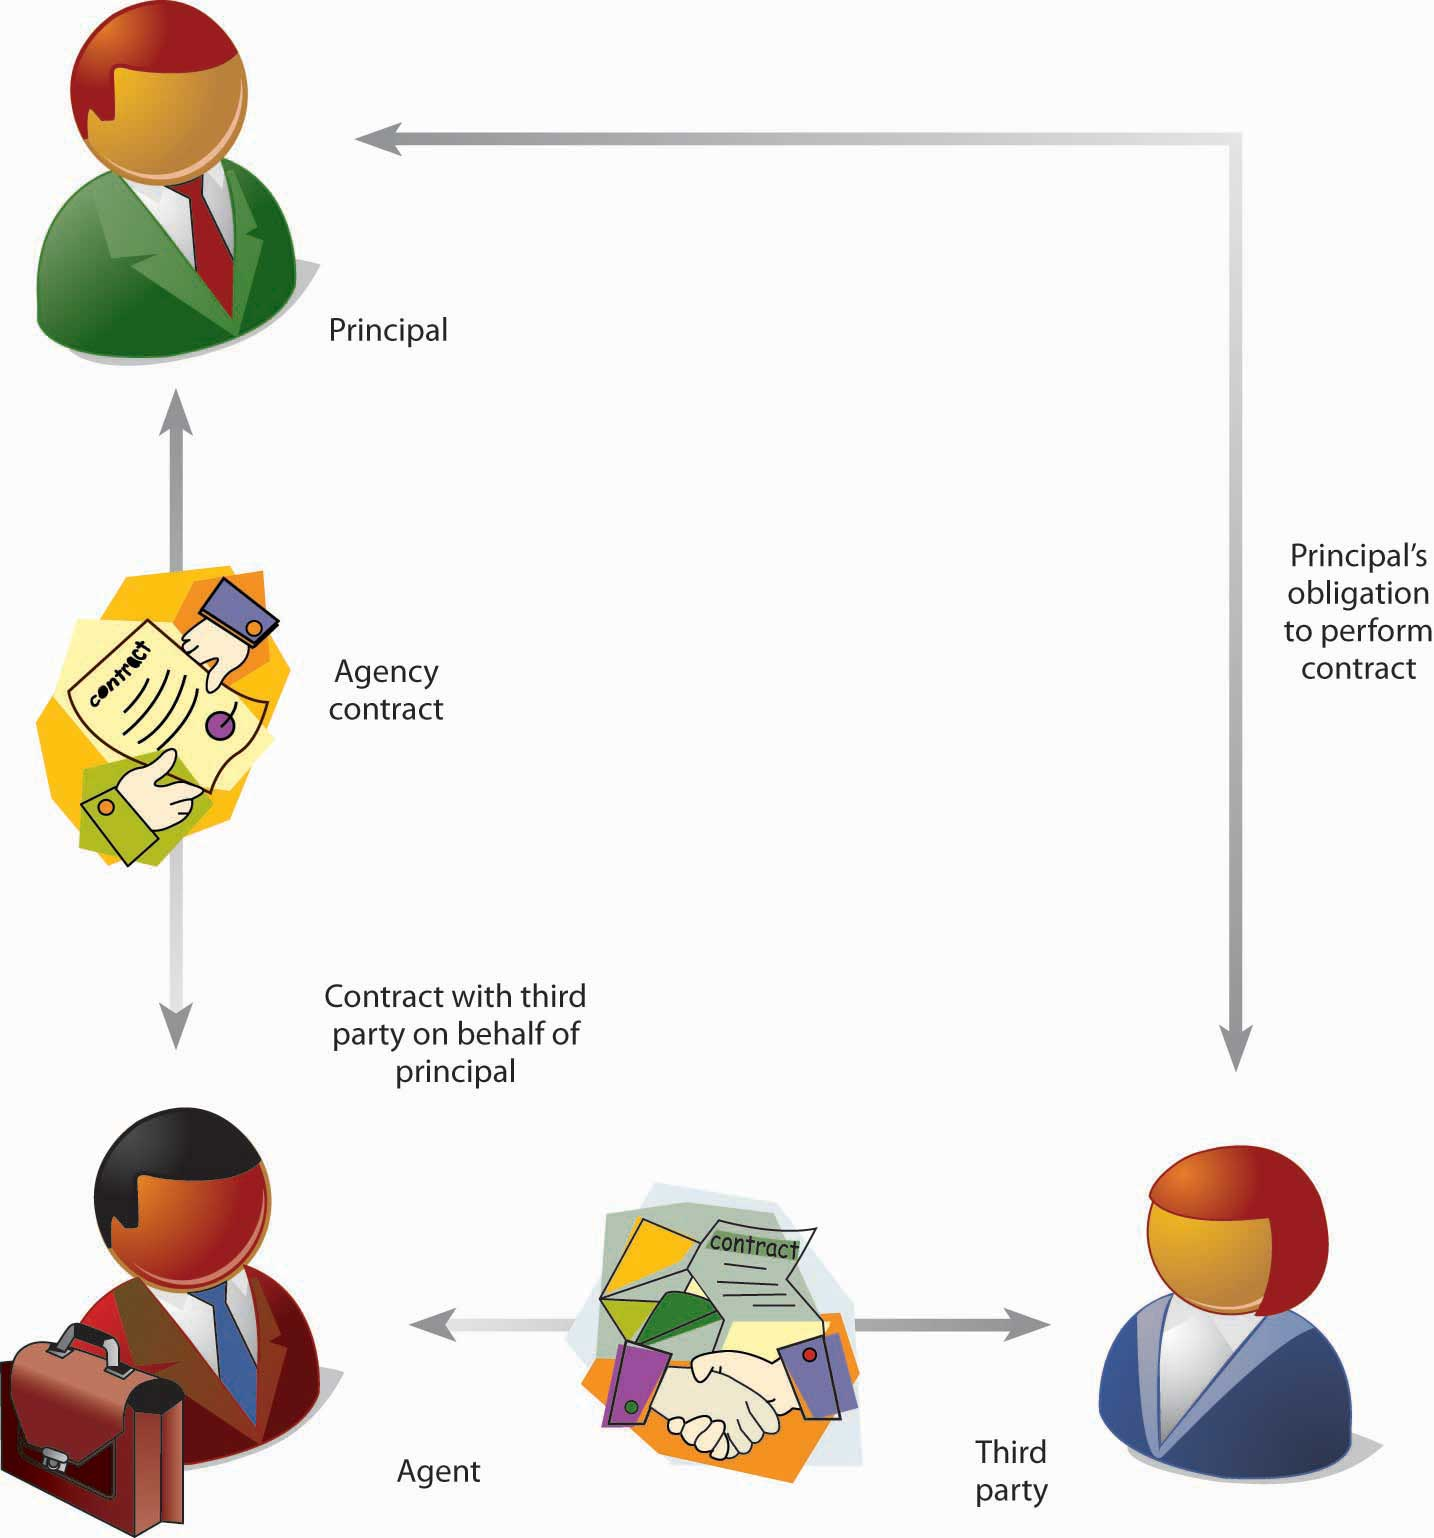 Principal
Principal's
obligation
to perform
contract
contract
Agency
contract
Contract with third
party on behalf of
principal
contract
Agent
Third
party